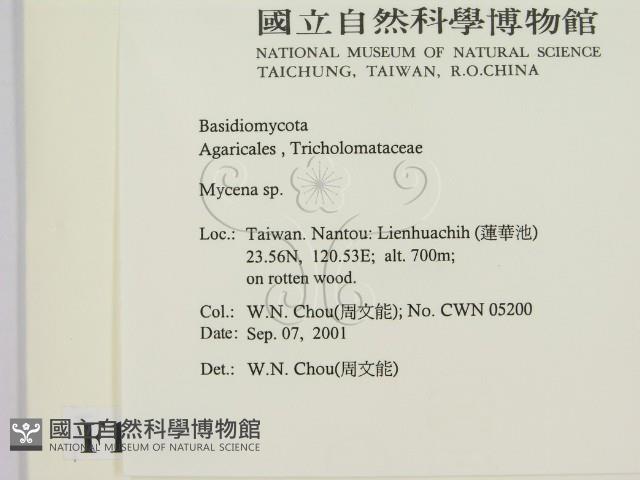 國立自然科學博物館
NATIONAL MUSEUM OF NATURAL SCIENCE
TAICHUNG, TAIWAN, R.O.CHINA
Basidiomycota
Agaricales , Tricholomataceae
Mycena sp.
Loc.: Taiwan. Nantou: Lienhuachih (蓮華池)
23.56N, 120.53E; alt. 700m;
on rotten wood.
Col.: W.N. Chou(周文能); No. CWN 05200
Date: Sep. 07, 2001
Det.: W.N. Chou(周文能)
國立自然科學博物館
NATIONAL MUSEUM OF NATURAL SCIENCE